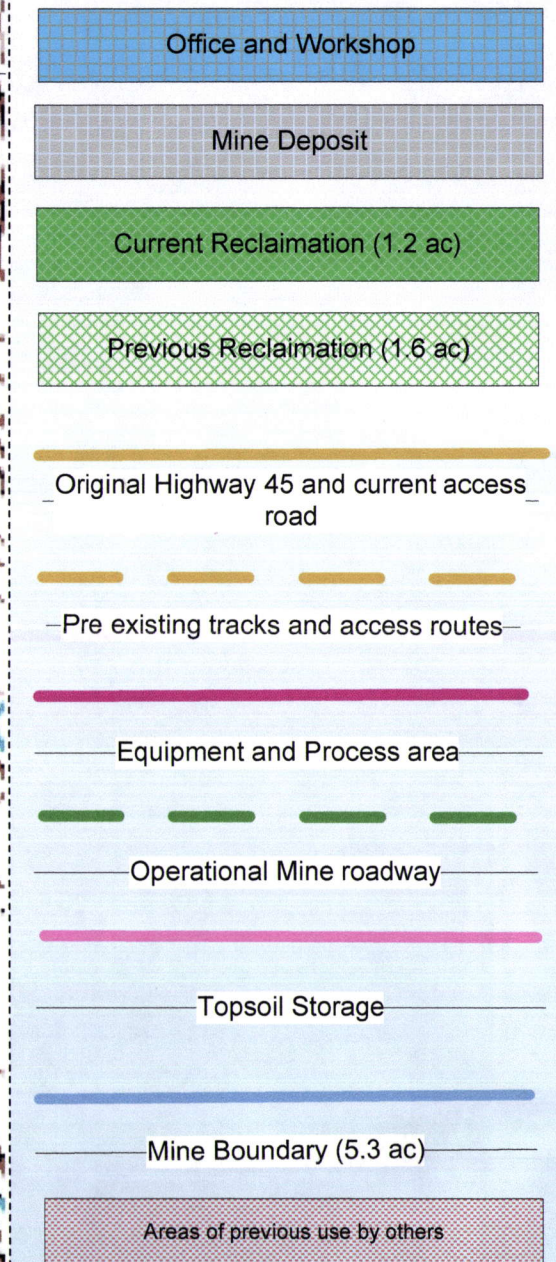 Office and Workshop
Mine Deposit
Current Reclaimation (1.2 ac)
Previous Reclaimation (1.6 ac)
Original Highway 45 and current access
road
Pre existing tracks and access routes
Equipment and Process area
Operational Mine roadway
Topsoil Storage
Mine Boundary (5.3 ac)
Areas of previous use by others